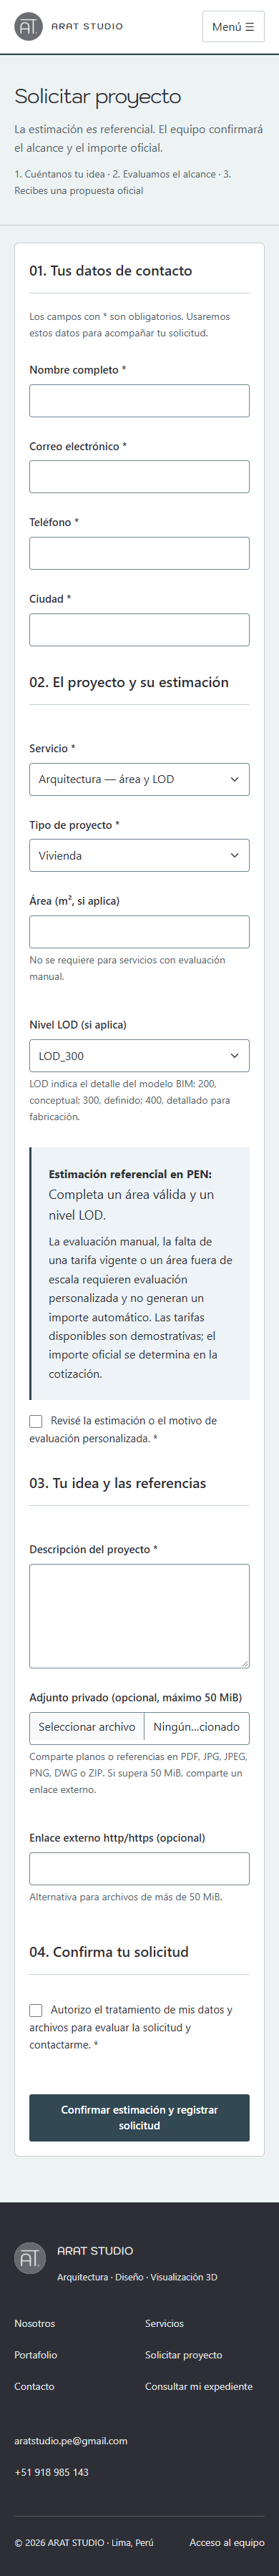 AT.
ARAT STUDIO
Menú ☰
Solicitar proyecto
La estimación es referencial. El equipo confirmará
el alcance y el importe oficial.
1. Cuéntanos tu idea · 2. Evaluamos el alcance · 3.
Recibes una propuesta oficial
01. Tus datos de contacto
Los campos con * son obligatorios. Usaremos
estos datos para acompañar tu solicitud.
Nombre completo *
Correo electrónico *
Teléfono *
Ciudad *
02. El proyecto y su estimación
Servicio *
Arquitectura — área y LOD
Tipo de proyecto *
Vivienda
Área (m², si aplica)
No se requiere para servicios con evaluación
manual.
Nivel LOD (si aplica)
LOD_300
LOD indica el detalle del modelo BIM: 200,
conceptual; 300, definido; 400, detallado para
fabricación.
Estimación referencial en PEN:
Completa un área válida y un
nivel LOD.
La evaluación manual, la falta de
una tarifa vigente o un área fuera de
escala requieren evaluación
personalizada y no generan un
importe automático. Las tarifas
disponibles son demostrativas; el
importe oficial se determina en la
cotización.
Revisé la estimación o el motivo de
evaluación personalizada. *
03. Tu idea y las referencias
Descripción del proyecto *
Adjunto privado (opcional, máximo 50 MiB)
Seleccionar archivo Ningún...cionado
Comparte planos o referencias en PDF, JPG, JPEG,
PNG, DWG o ZIP. Si supera 50 MiB, comparte un
enlace externo.
Enlace externo http/https (opcional)
Alternativa para archivos de más de 50 MiB.
04. Confirma tu solicitud
Autorizo el tratamiento de mis datos y
archivos para evaluar la solicitud y
contactarme. *
Confirmar estimación y registrar
solicitud
AT.
ARAT STUDIO
Arquitectura · Diseño · Visualización 3D
Nosotros Servicios
Portafolio Solicitar proyecto
Contacto Consultar mi expediente
aratstudio.pe@gmail.com
+51 918 985 143
© 2026 ARAT STUDIO · Lima, Perú Acceso al equipo